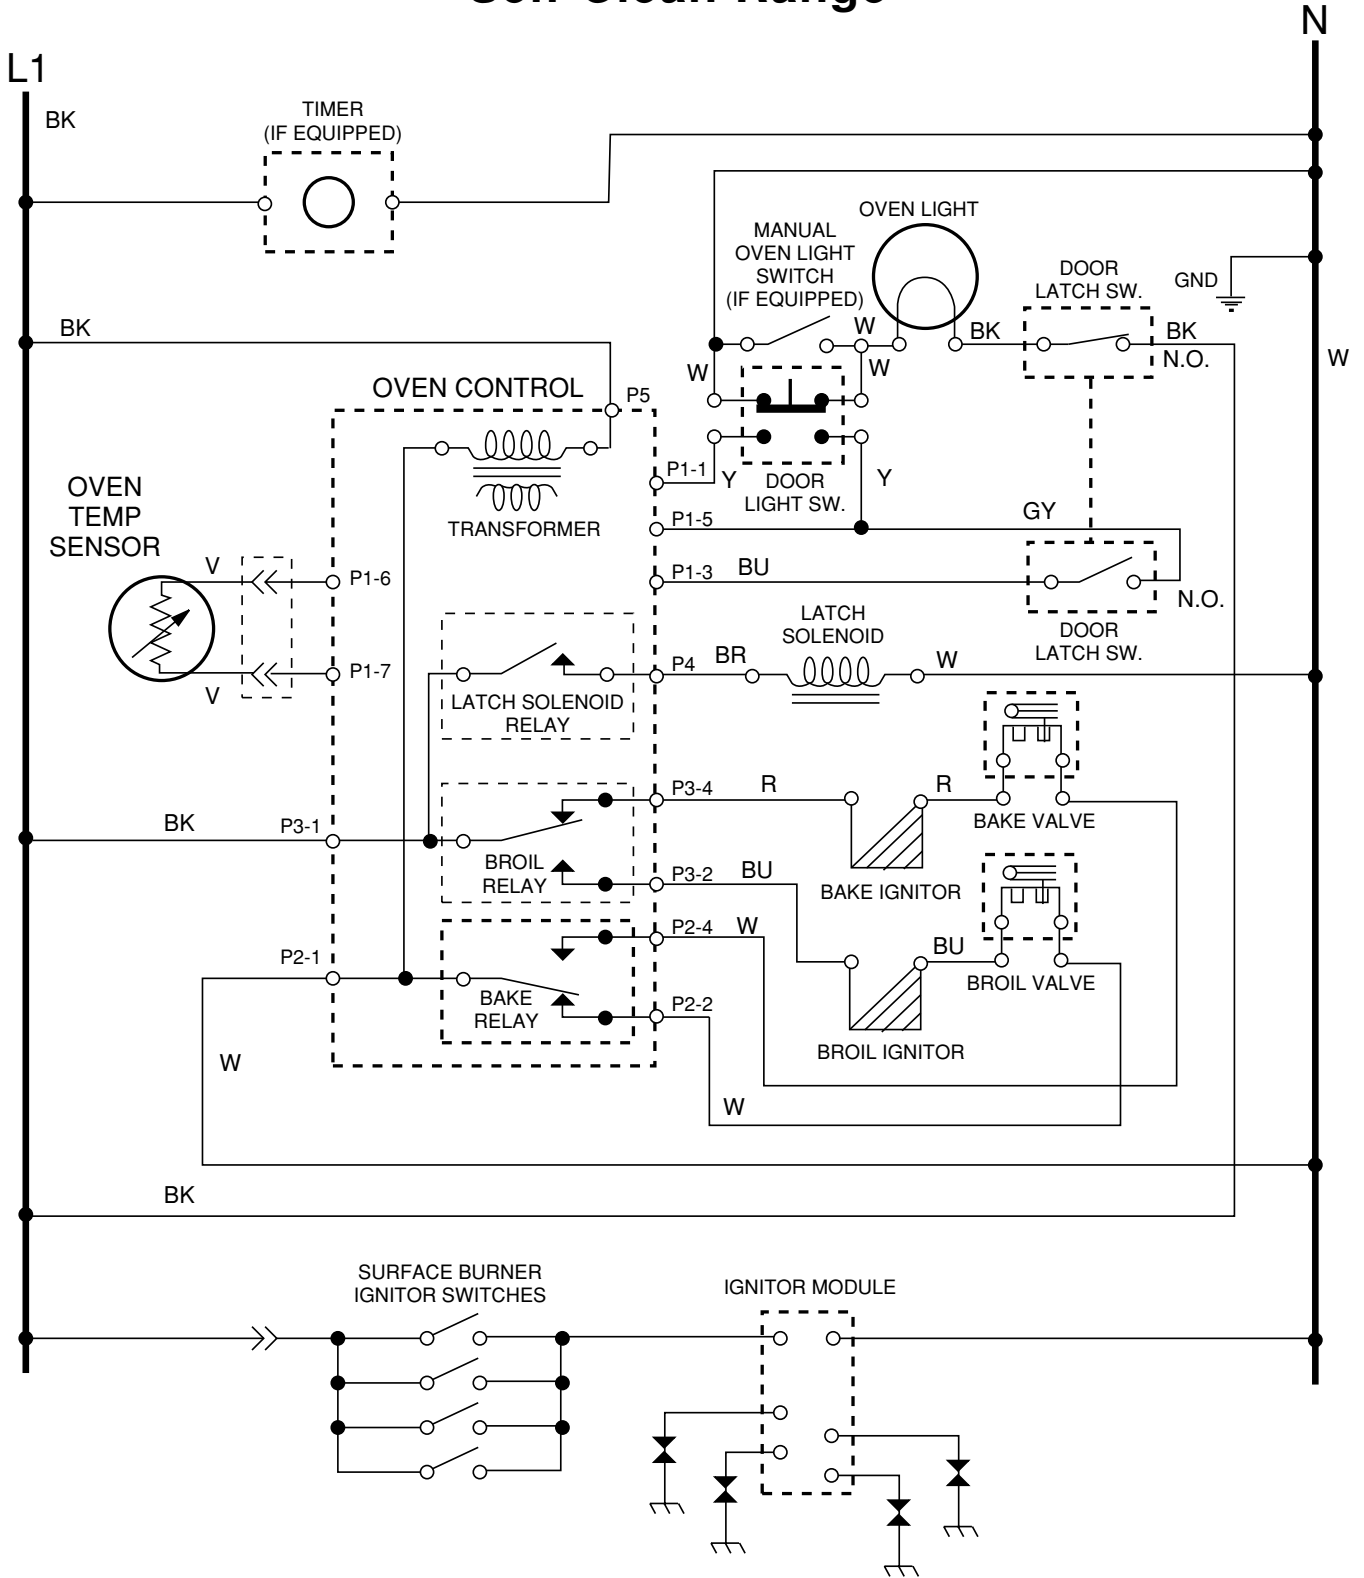 N
L1
BK
TIMER
(IF EQUIPPED)
OVEN LIGHT
MANUAL
OVEN LIGHT
SWITCH
(IF EQUIPPED)
DOOR
LATCH SW.
GND
BK
W
BK
BK
N.O.
W
W
W
OVEN CONTROL
P5
P1-1
Y
DOOR
LIGHT SW.
Y
TRANSFORMER
OVEN
TEMP
SENSOR
P1-5
GY
V
P1-6
P1-3
BU
N.O.
DOOR
LATCH SW.
LATCH
SOLENOID
V
P1-7
P4
BR
W
LATCH SOLENOID
RELAY
BK
P3-1
P3-4
R
R
BAKE VALVE
BROIL
RELAY
P3-2
BU
BAKE IGNITOR
P2-1
P2-4
W
BU
BROIL VALVE
BAKE
RELAY
P2-2
BROIL IGNITOR
W
W
BK
SURFACE BURNER
IGNITOR SWITCHES
IGNITOR MODULE